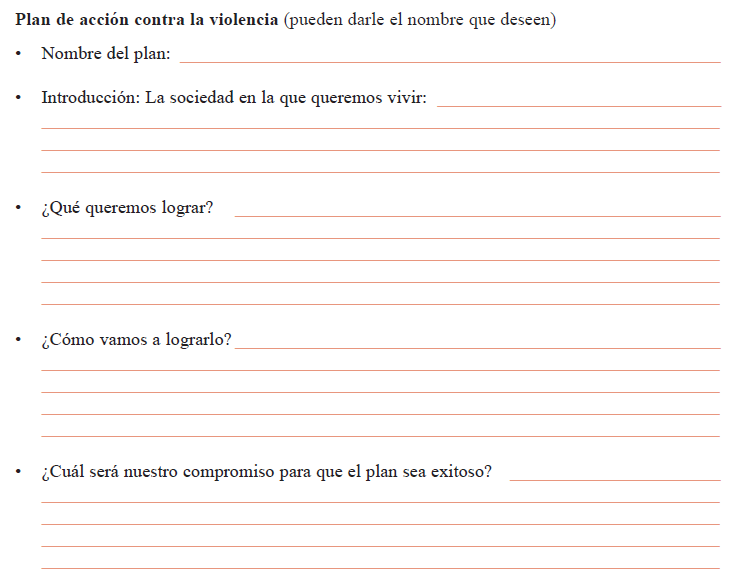 Plan de acción contra la violencia (pueden darle el nombre que deseen)
• Nombre del plan:
• Introducción: La sociedad en la que queremos vivir:
• ¿Qué queremos lograr?
• ¿Cómo vamos a lograrlo?
• ¿Cuál será nuestro compromiso para que el plan sea exitoso?